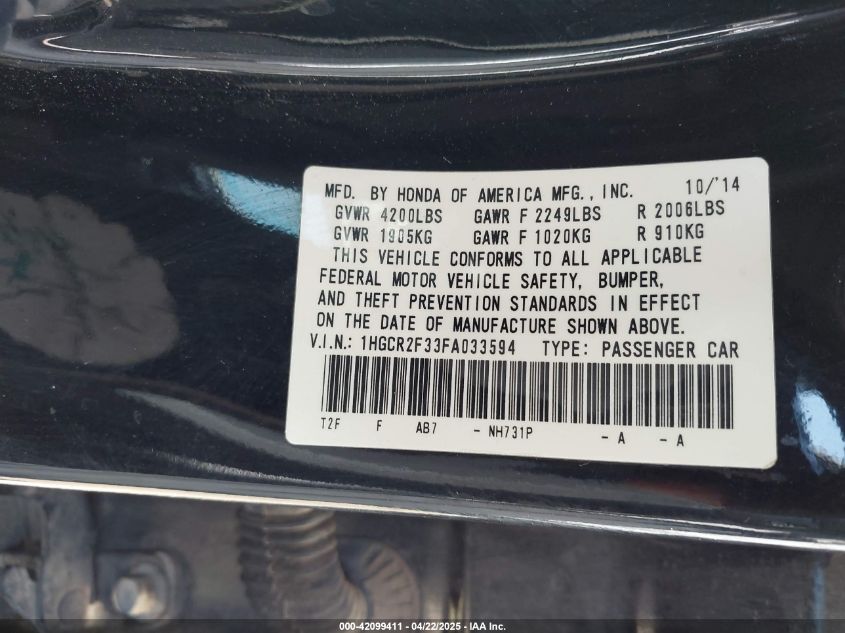 MFD. BY HONDA OF AMERICA MFG., INC. 10/'14
GVWR 4200LBS GAWR F 2249LBS R 2006LBS
GVWR 1905KG GAWR F 1020KG R 910KG
THIS VEHICLE CONFORMS TO ALL APPLICABLE
FEDERAL MOTOR VEHICLE SAFETY, BUMPER,
AND THEFT PREVENTION STANDARDS IN EFFECT
ON THE DATE OF MANUFACTURE SHOWN ABOVE.
V.I.N.: 1HGCR2F33FA033594 TYPE: PASSENGER CAR
T2F F AB7 - NH731P - A - A
000-42099411 - 04/22/2025 - IAA Inc.